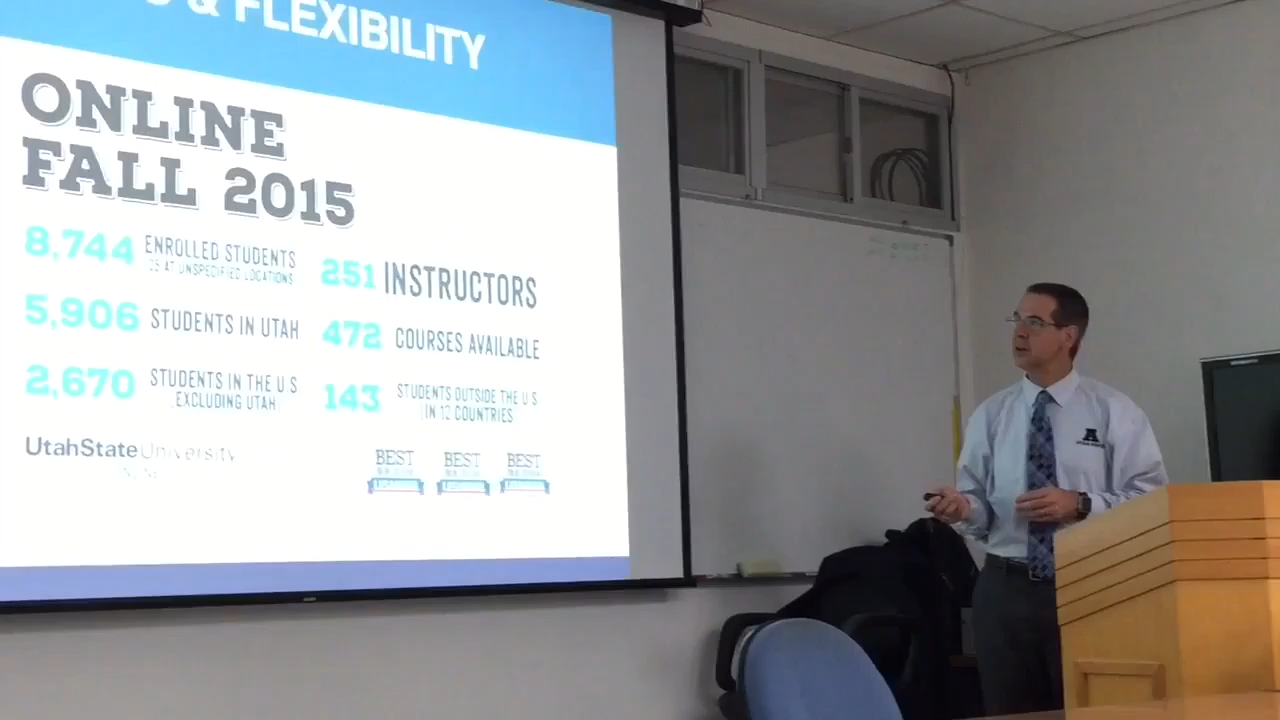 & FLEXIBILITY
ONLINE
FALL 2015
8,744 ENROLLED STUDENTS
25 AT UNSPECIFIED LOCATIONS
5,906 STUDENTS IN UTAH
2,670 STUDENTS IN THE U S
EXCLUDING UTAH
251 INSTRUCTORS
472 COURSES AVAILABLE
143 STUDENTS OUTSIDE THE U S
IN 12 COUNTRIES
UtahStateUniversity
ONLINE
BEST
BEST
BEST
A